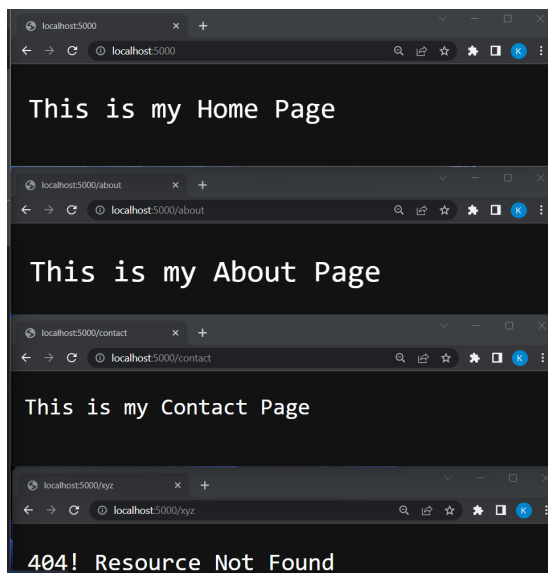 localhost:5000
localhost:5000
K
This is my Home Page
localhost:5000/about
localhost:5000/about
K
This is my About Page
localhost:5000/contact
localhost:5000/contact
K
This is my Contact Page
localhost:5000/xyz
localhost:5000/xyz
K
404! Resource Not Found